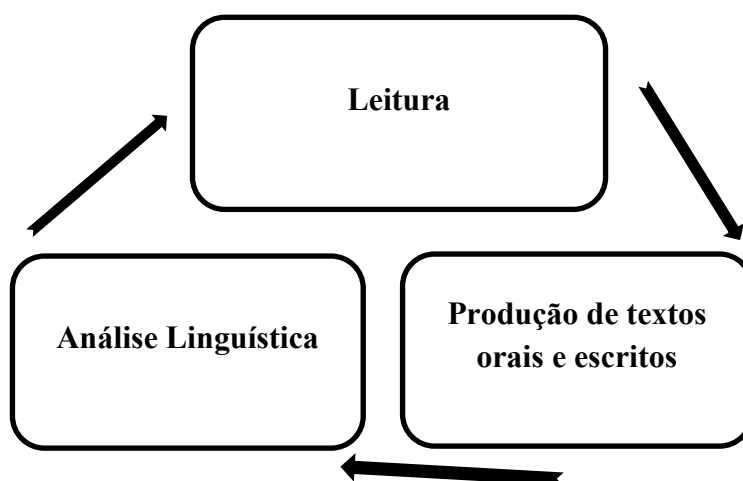 Leitura
Análise Linguística
Produção de textos
orais e escritos